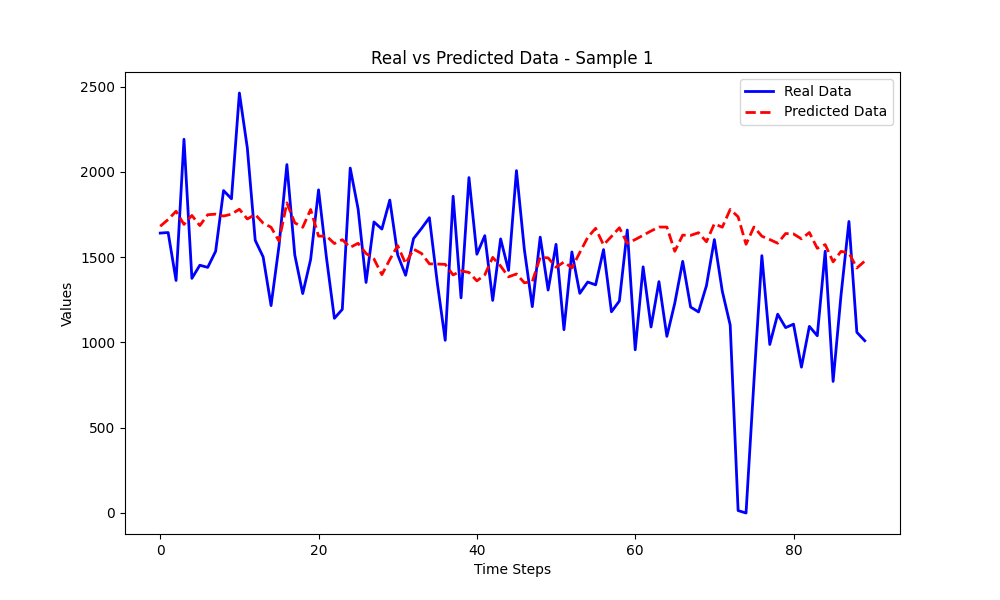 Real vs Predicted Data - Sample 1
Real Data
Predicted Data
2500
2000
1500
1000
500
0
Values
0 20 40 60 80
Time Steps